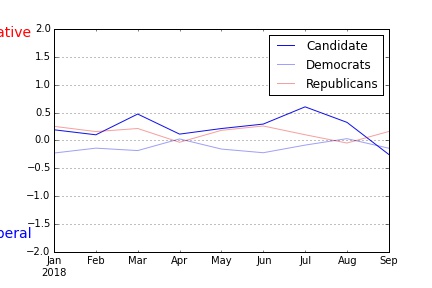 ative
2.0
1.5
1.0
0.5
0.0
−0.5
−1.0
−1.5
−2.0
beral
Candidate
Democrats
Republicans
Jan Feb Mar Apr May Jun Jul Aug Sep
2018